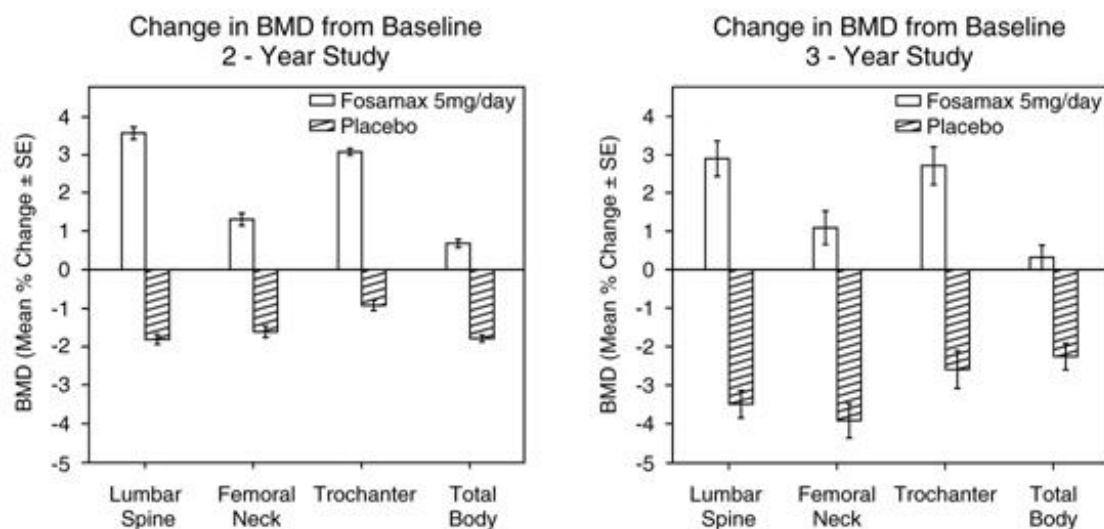 Change in BMD from Baseline
2 - Year Study
BMD (Mean % Change ± SE)
4
3
2
1
0
-1
-2
-3
-4
-5
Fosamax 5mg/day
Placebo
Lumbar Spine
Femoral Neck
Trochanter
Total Body
Change in BMD from Baseline
3 - Year Study
BMD (Mean % Change ± SE)
4
3
2
1
0
-1
-2
-3
-4
-5
Fosamax 5mg/day
Placebo
Lumbar Spine
Femoral Neck
Trochanter
Total Body